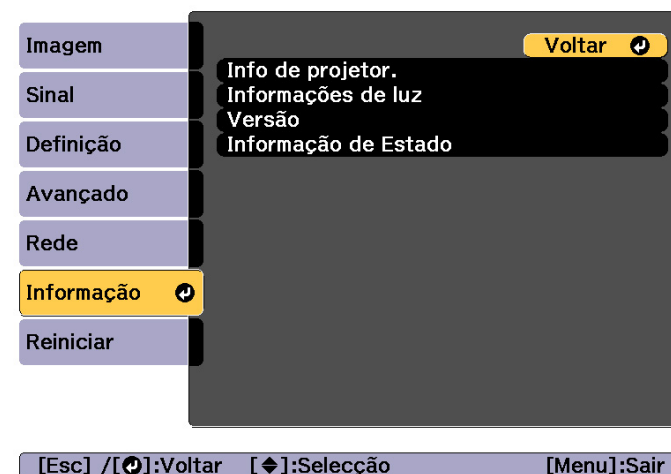 Imagem
Sinal
Definição
Avançado
Rede
Informação
Reiniciar
Voltar
Info de projetor.
Informações de luz
Versão
Informação de Estado
[Esc] /[]:Voltar [◆]:Selecção [Menu]:Sair